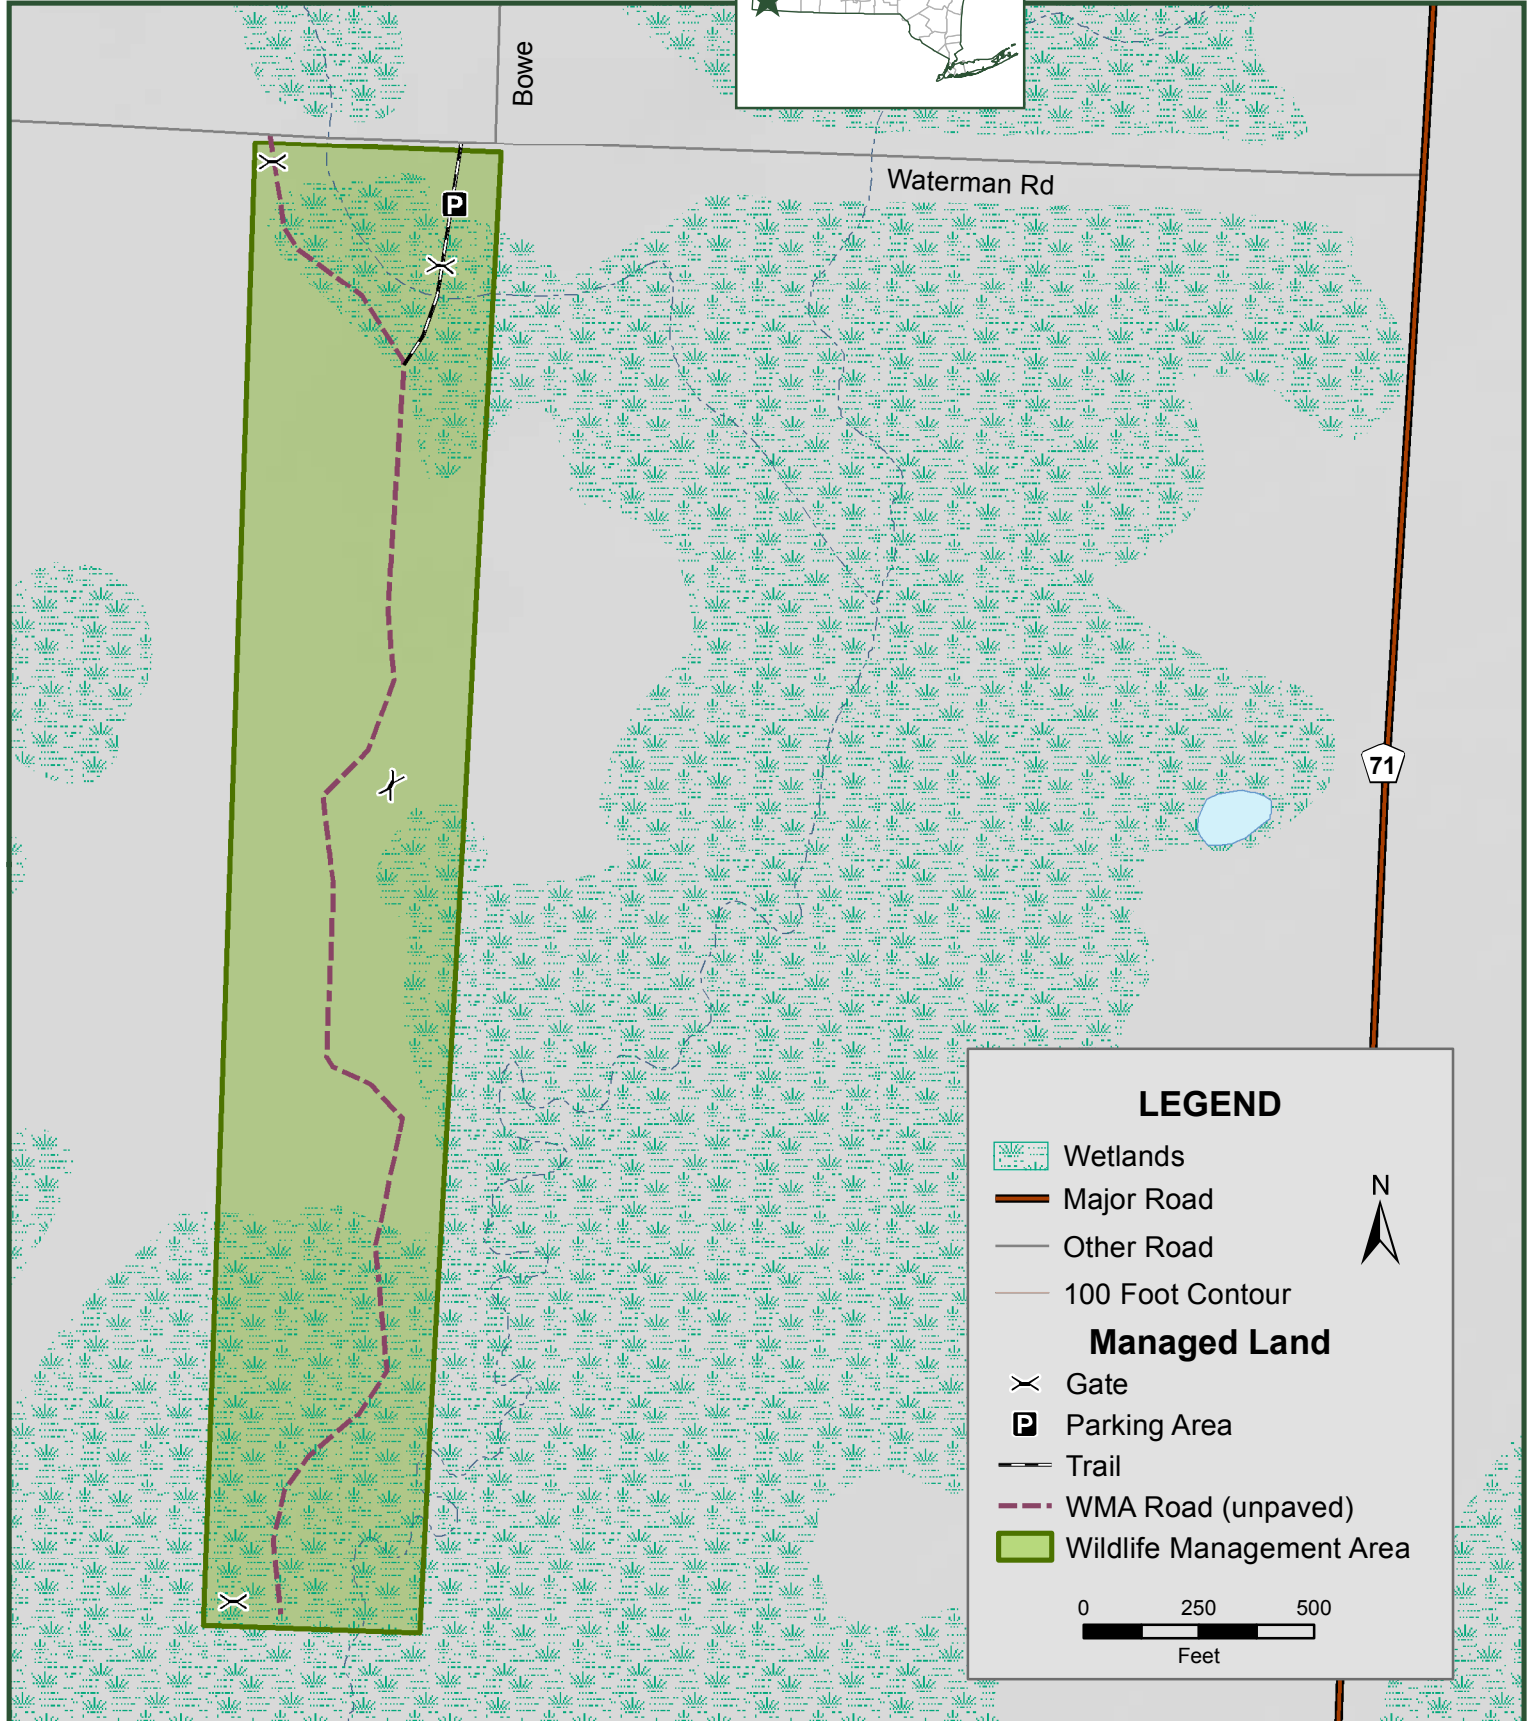 Bowe
Waterman Rd
P
71
LEGEND
Wetlands
Major Road
Other Road
100 Foot Contour
N
Managed Land
Gate
P Parking Area
Trail
WMA Road (unpaved)
Wildlife Management Area
0 250 500
Feet